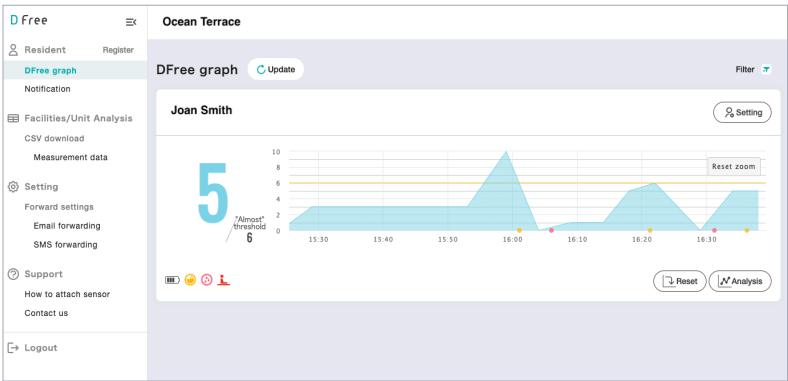 DFree
Resident Register
DFree graph
Notification
Facilities/Unit Analysis
CSV download
Measurement data
Setting
Forward settings
Email forwarding
SMS forwarding
Support
How to attach sensor
Contact us
Logout
Ocean Terrace
DFree graph Update Filter
Joan Smith Setting
5
"Almost"
threshold
6
10
8
6
4
2
0
Reset zoom
15:30 15:40 15:50 16:00 16:10 16:20 16:30
Reset Analysis